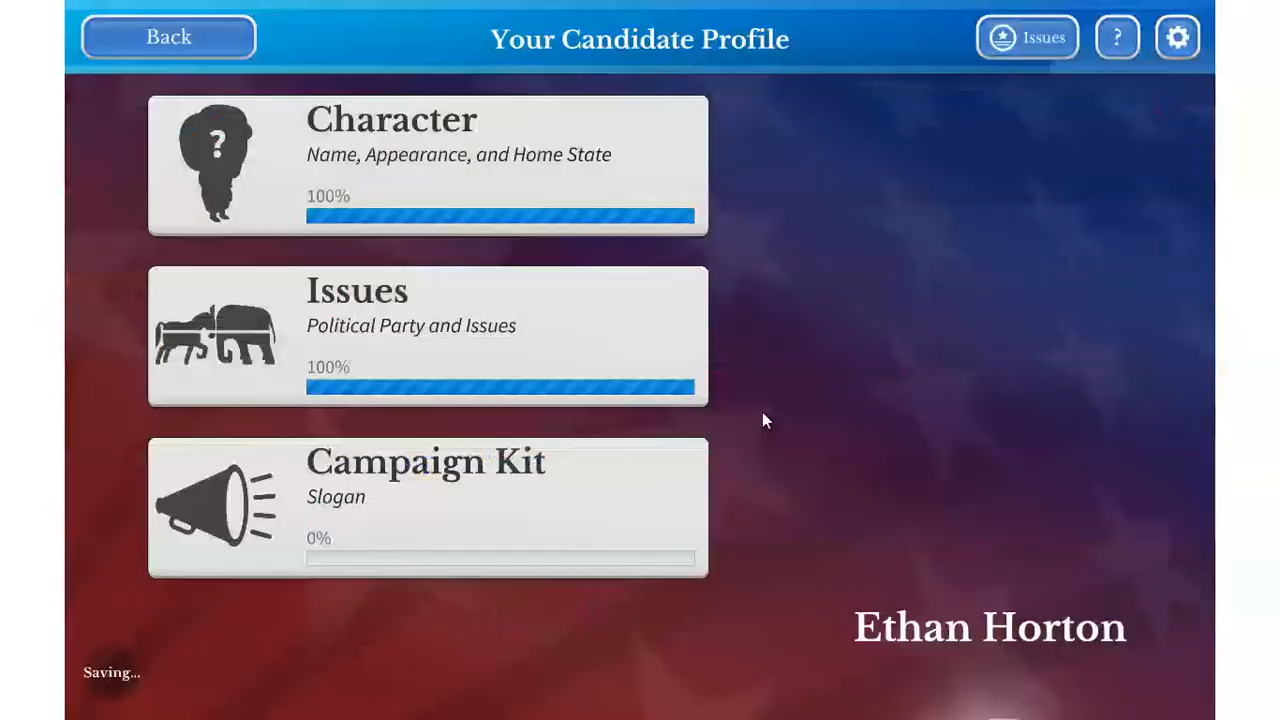 Back
Your Candidate Profile
Issues
?
?
Character
Name, Appearance, and Home State
100%
Issues
Political Party and Issues
100%
Campaign Kit
Slogan
0%
Ethan Horton
Saving...